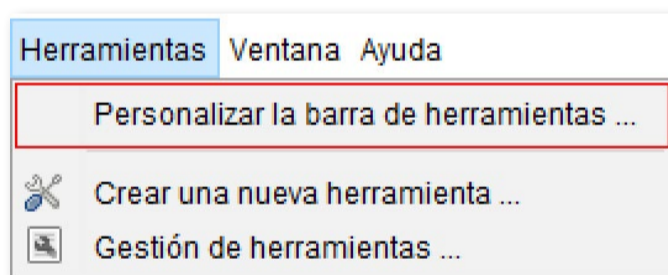 Herramientas Ventana Ayuda
Personalizar la barra de herramientas ...
Crear una nueva herramienta ...
Gestión de herramientas ...